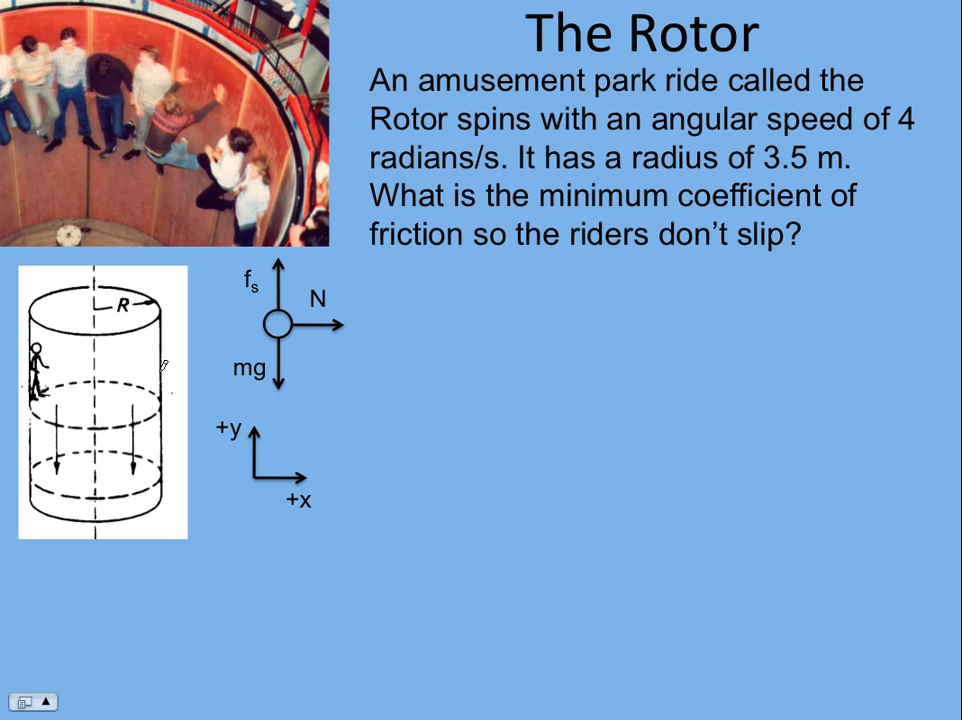 The Rotor
An amusement park ride called the
Rotor spins with an angular speed of 4
radians/s. It has a radius of 3.5 m.
What is the minimum coefficient of
friction so the riders don’t slip?
R
fs
N
mg
+y
+x